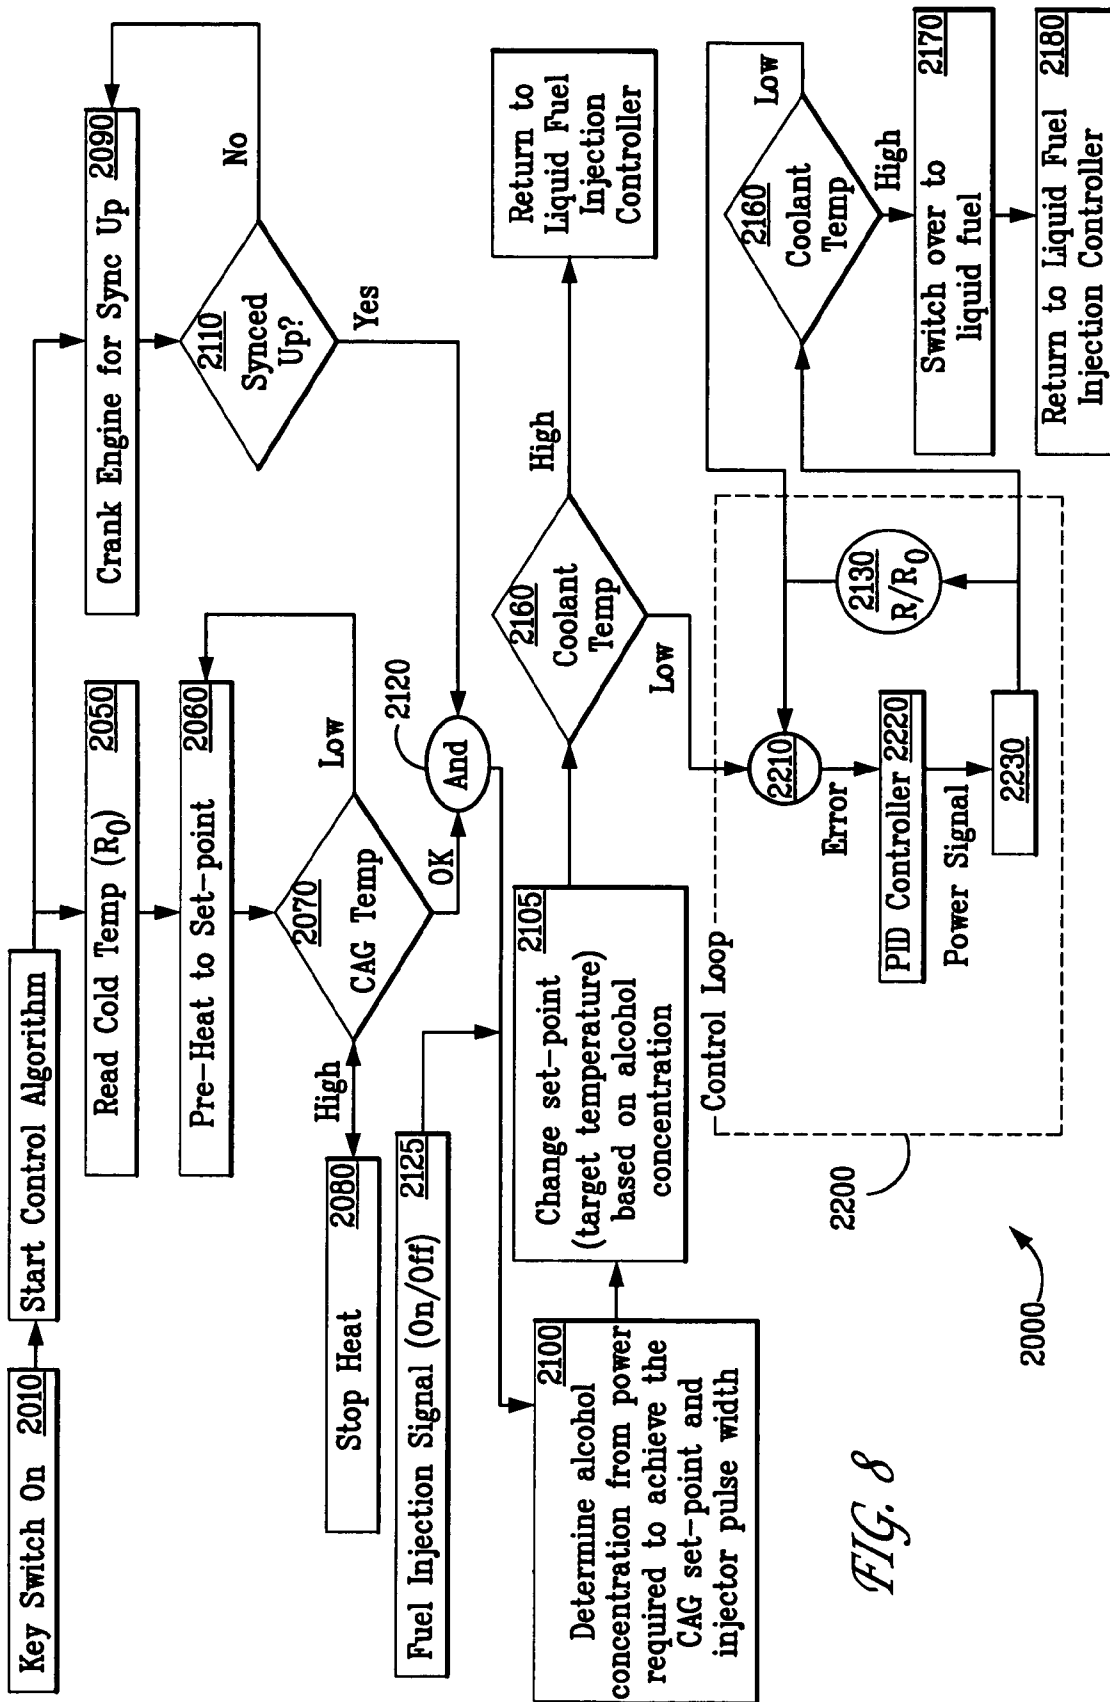 Key Switch On 2010
Start Control Algorithm
Read Cold Temp (R0) 2050
Pre-Heat to Set-point 2060
2070
CAG Temp
High
Low
OK
Stop Heat 2080
Crank Engine for Sync Up 2090
2110
Synced
Up?
No
Yes
And
2120
Fuel Injection Signal (On/Off) 2125
2100
Determine alcohol
concentration from power
required to achieve the
CAG set-point and
injector pulse width
2105
Change set-point
(target temperature)
based on alcohol
concentration
2160
Coolant
Temp
High
Low
Return to
Liquid Fuel
Injection
Controller
Control Loop
2210
Error
PID Controller 2220
Power Signal
2230
2130
R/R0
2200
2160
Coolant
Temp
Low
High
2170
Switch over to
liquid fuel
2180
Return to Liquid Fuel
Injection Controller
2000
FIG. 8